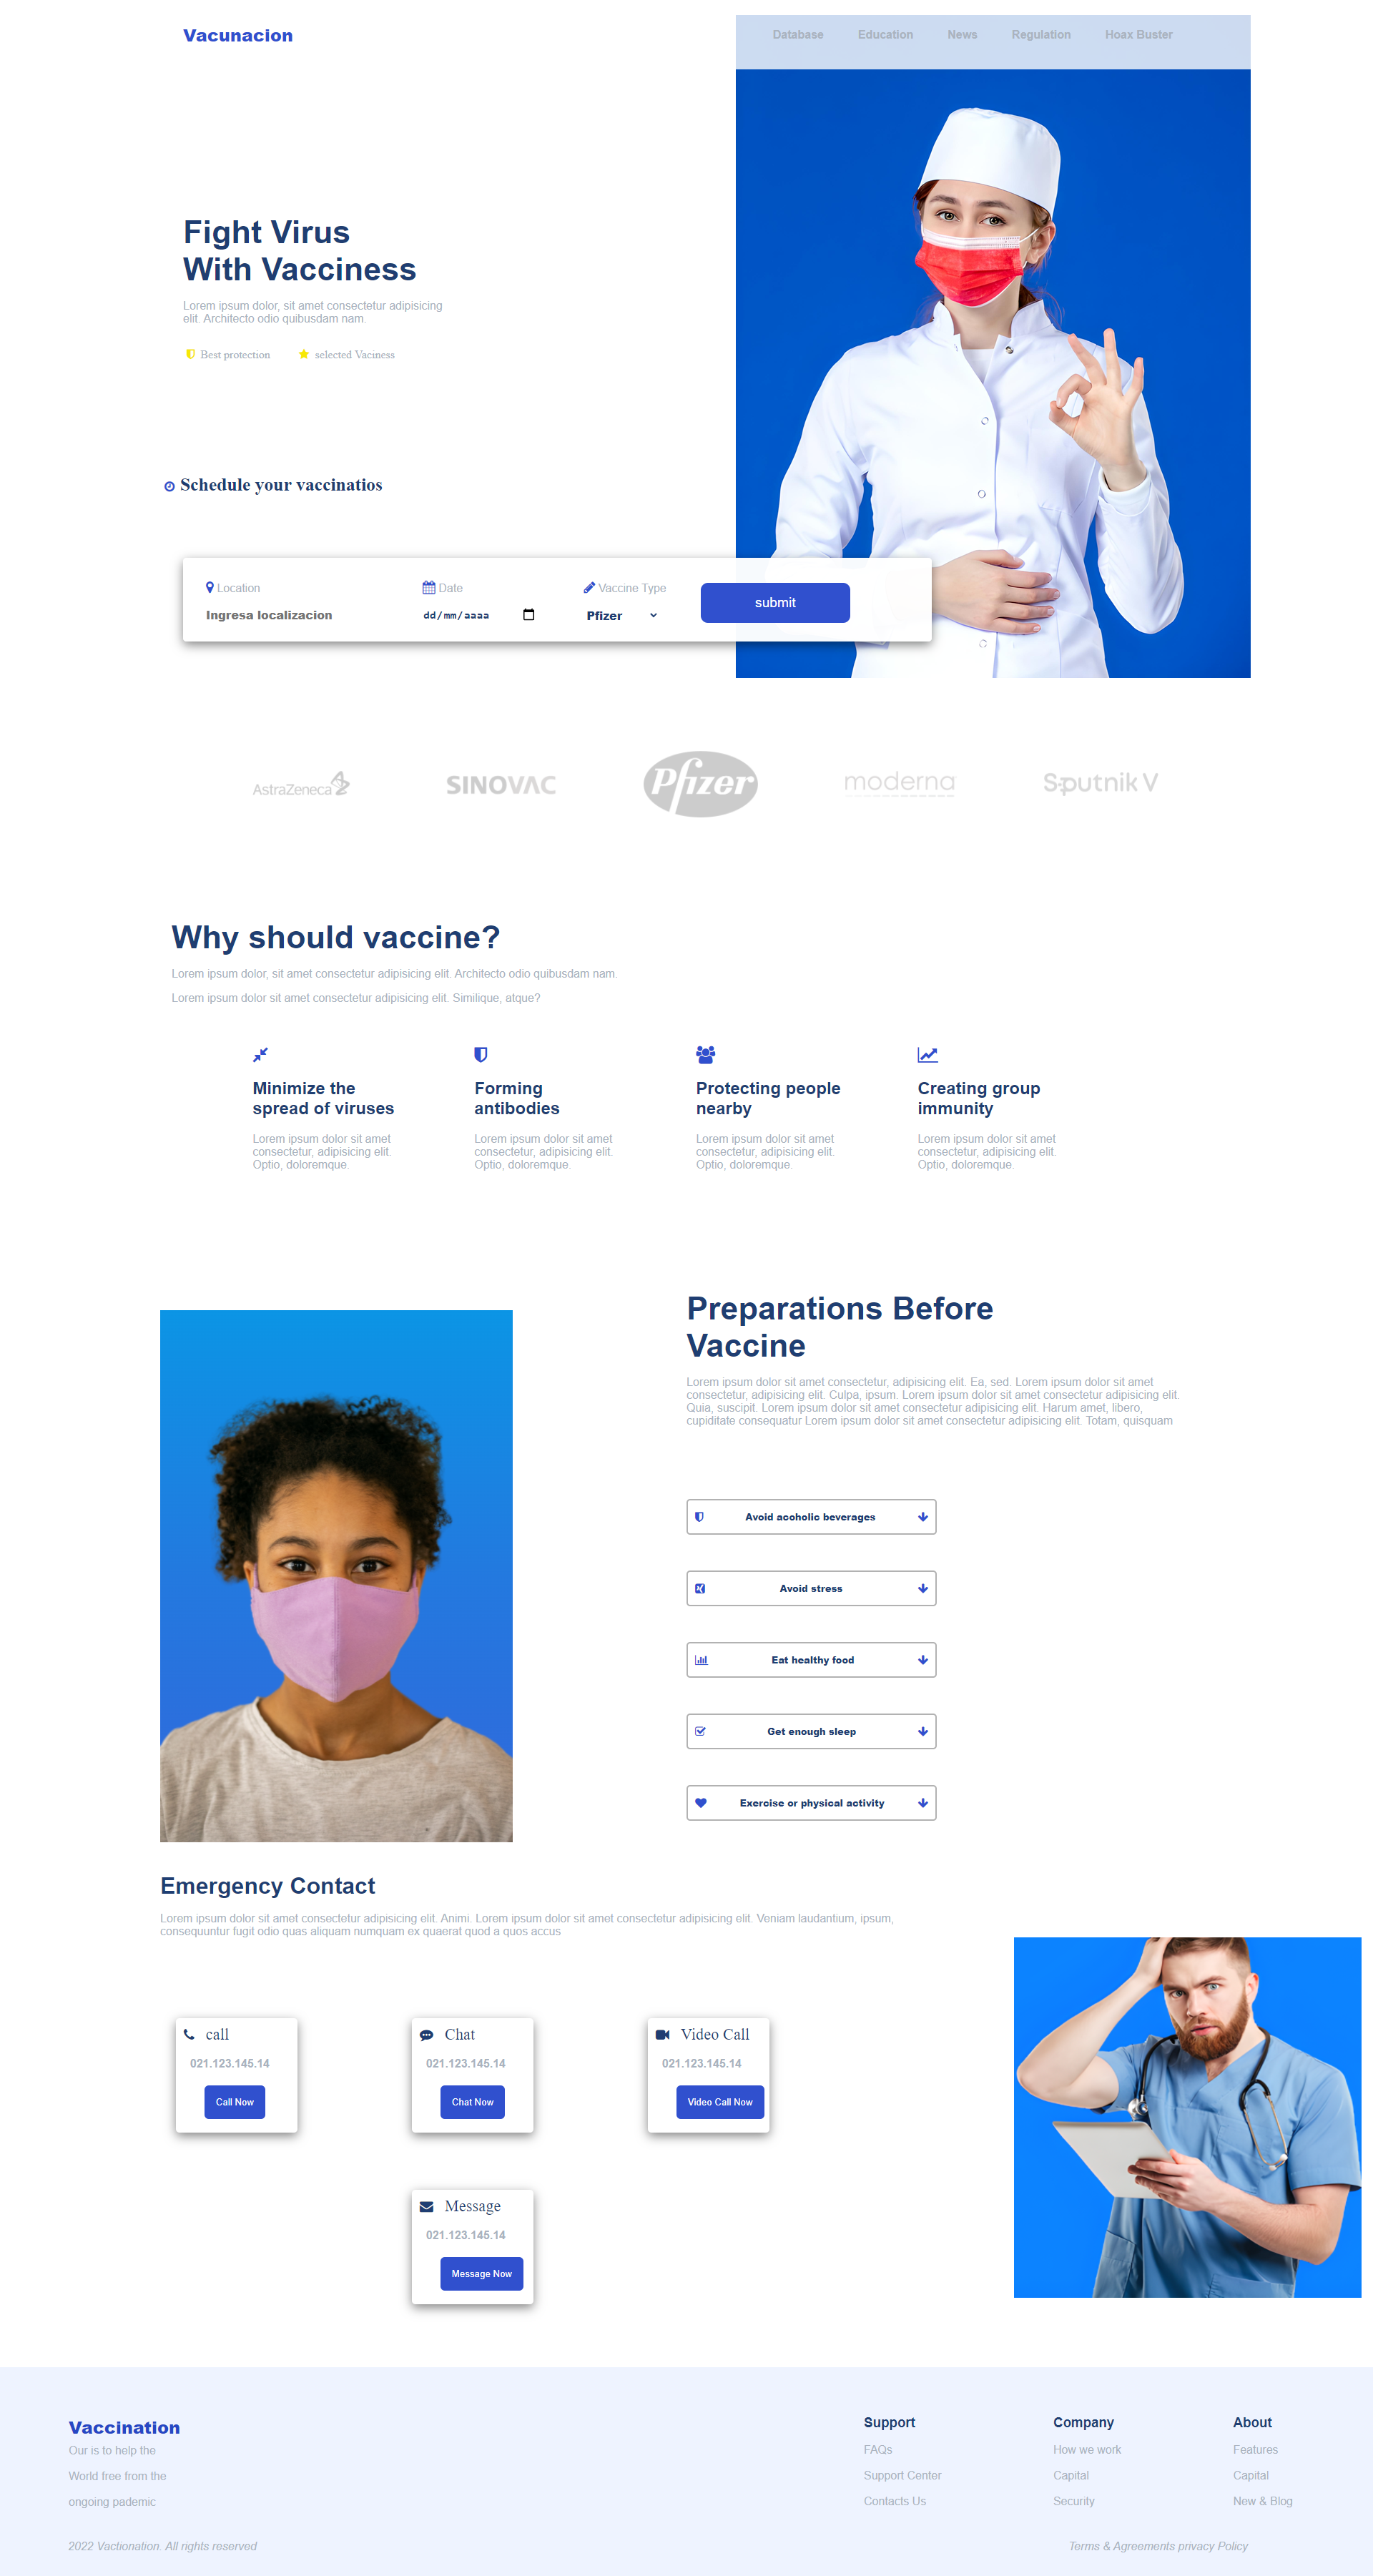 Vacunacion
Database Education News Regulation Hoax Buster
Fight Virus
With Vacciness
Lorem ipsum dolor, sit amet consectetur adipisicing
elit. Architecto odio quibusdam nam.
Best protection selected Vaciness
Schedule your vaccinatios
Location Date Vaccine Type
Ingresa localizacion dd/mm/aaaa Pfizer
submit
AstraZeneca SINOVAC Pfizer moderna Sputnik V
Why should vaccine?
Lorem ipsum dolor, sit amet consectetur adipisicing elit. Architecto odio quibusdam nam.
Lorem ipsum dolor sit amet consectetur adipisicing elit. Similique, atque?
Minimize the
spread of viruses
Lorem ipsum dolor sit amet
consectetur, adipisicing elit.
Optio, doloremque.
Forming
antibodies
Lorem ipsum dolor sit amet
consectetur, adipisicing elit.
Optio, doloremque.
Protecting people
nearby
Lorem ipsum dolor sit amet
consectetur, adipisicing elit.
Optio, doloremque.
Creating group
immunity
Lorem ipsum dolor sit amet
consectetur, adipisicing elit.
Optio, doloremque.
Preparations Before
Vaccine
Lorem ipsum dolor sit amet consectetur, adipisicing elit. Ea, sed. Lorem ipsum dolor sit amet
consectetur, adipisicing elit. Culpa, ipsum. Lorem ipsum dolor sit amet consectetur adipisicing elit.
Quia, suscipit. Lorem ipsum dolor sit amet consectetur adipisicing elit. Harum amet, libero,
cupiditate consequatur Lorem ipsum dolor sit amet consectetur adipisicing elit. Totam, quisquam
Avoid acoholic beverages
Avoid stress
Eat healthy food
Get enough sleep
Exercise or physical activity
Emergency Contact
Lorem ipsum dolor sit amet consectetur adipisicing elit. Animi. Lorem ipsum dolor sit amet consectetur adipisicing elit. Veniam laudantium, ipsum,
consequuntur fugit odio quas aliquam numquam ex quaerat quod a quos accus
call
021.123.145.14
Call Now
Chat
021.123.145.14
Chat Now
Video Call
021.123.145.14
Video Call Now
Message
021.123.145.14
Message Now
Vaccination
Our is to help the
World free from the
ongoing pademic
Support
FAQs
Support Center
Contacts Us
Company
How we work
Capital
Security
About
Features
Capital
New & Blog
2022 Vactionation. All rights reserved
Terms & Agreements privacy Policy